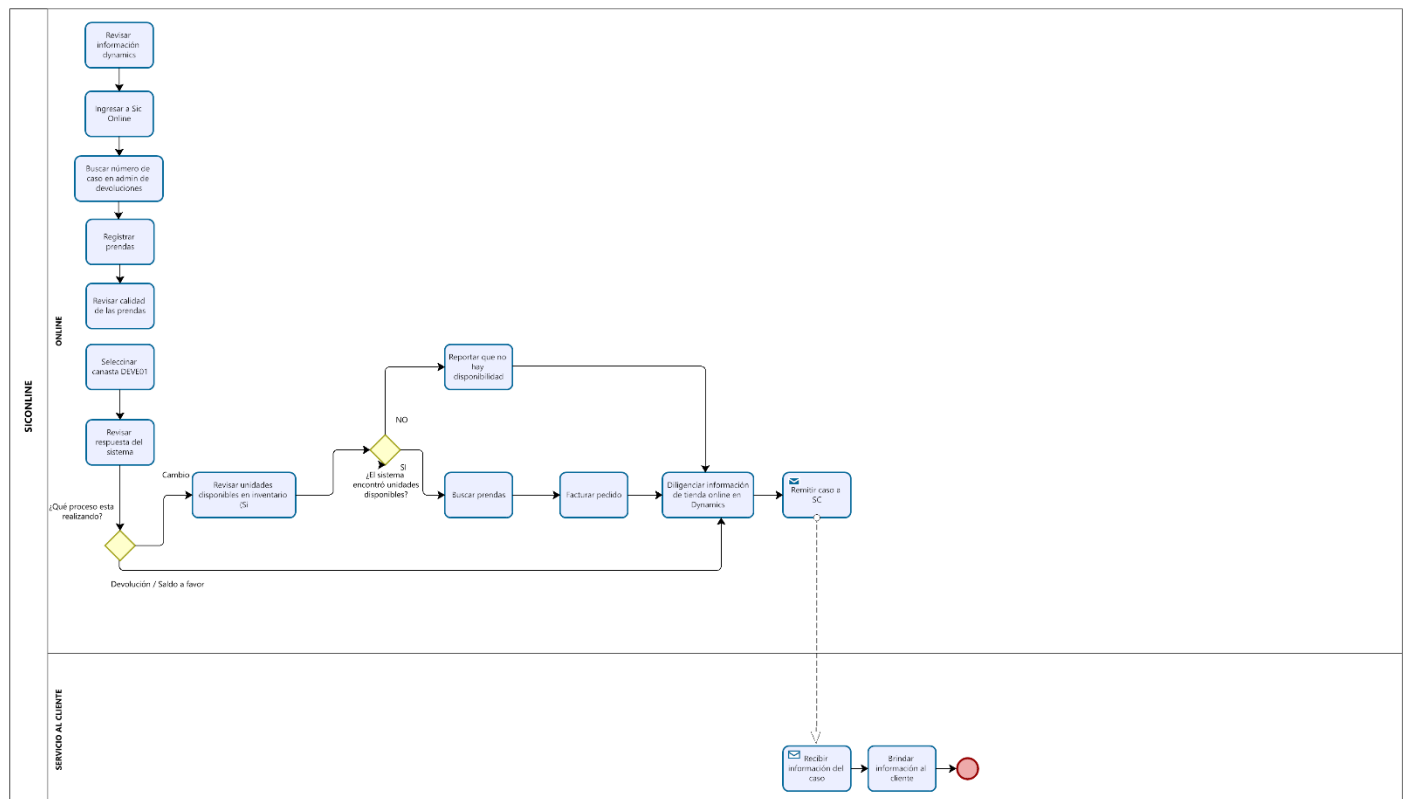 SICONLINE
ONLINE
Revisar
información
dynamics
Ingresar a Sic
Online
Buscar número de
caso en admin de
devoluciones
Registrar
prendas
Revisar calidad
de las prendas
Seleccinar
canasta DEVE01
Revisar
respuesta del
sistema
¿Qué proceso esta
realizando?
Cambio
Devolución / Saldo a favor
Revisar unidades
disponibles en inventario
(Si
¿El sistema
encontró unidades
disponibles?
NO
SI
Reportar que no
hay
disponibilidad
Buscar prendas
Facturar pedido
Diligenciar información
de tienda online en
Dynamics
Remitir caso a
SC
SERVICIO AL CLIENTE
Recibir
información del
caso
Brindar
información al
cliente